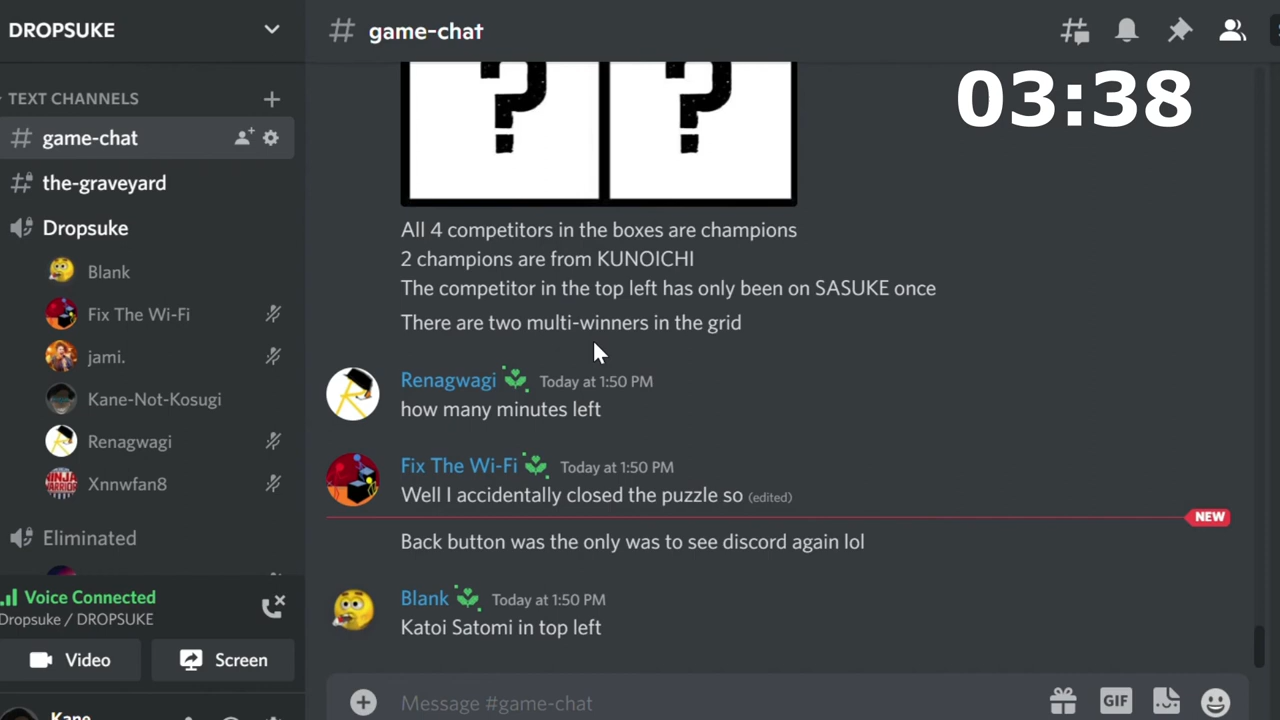 DROPSUKE
# game-chat
03:38
TEXT CHANNELS
# game-chat
# the-graveyard
Dropsuke
Blank
Fix The Wi-Fi
jami.
Kane-Not-Kosugi
Renagwagi
Xnnwfan8
Eliminated
Voice Connected
Dropsuke / DROPSUKE
Video
Screen
Kane
? ?
All 4 competitors in the boxes are champions
2 champions are from KUNOICHI
The competitor in the top left has only been on SASUKE once
There are two multi-winners in the grid
Renagwagi Today at 1:50 PM
how many minutes left
Fix The Wi-Fi Today at 1:50 PM
Well I accidentally closed the puzzle so (edited)
NEW
Back button was the only was to see discord again lol
Blank Today at 1:50 PM
Katoi Satomi in top left
Message #game-chat
GIF